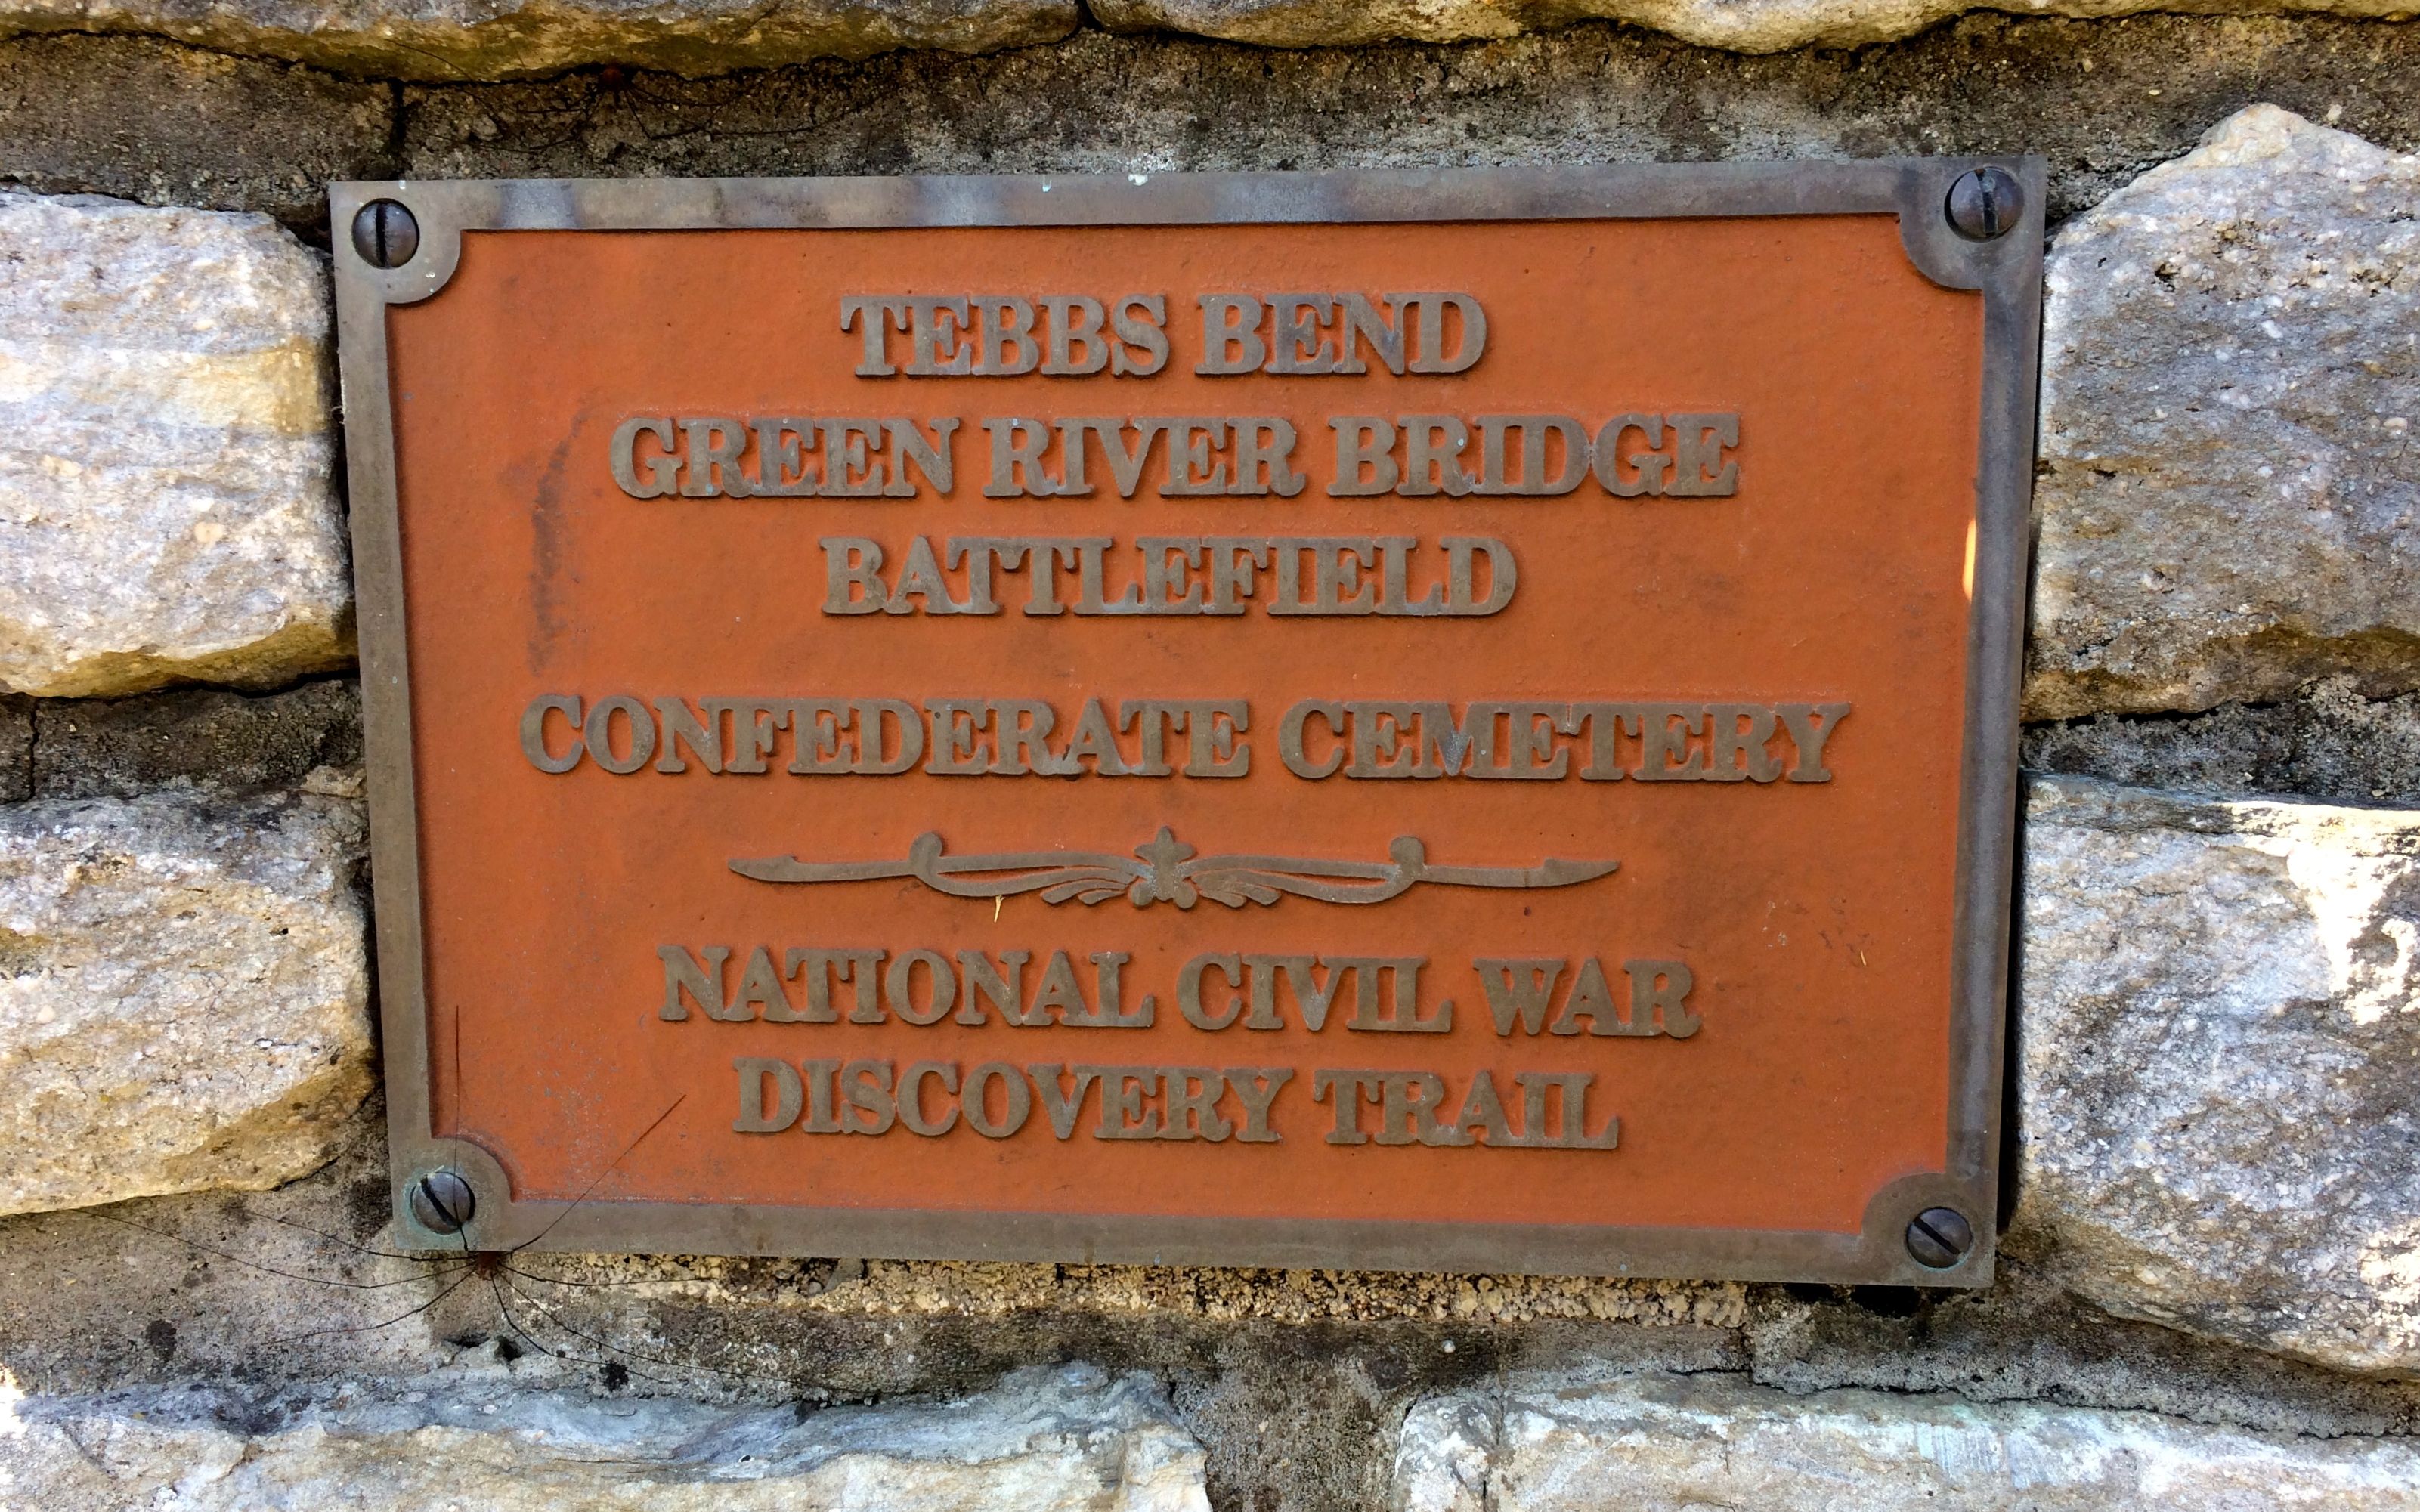 TEBBS BEND
GREEN RIVER BRIDGE
BATTLEFIELD
CONFEDERATE CEMETERY
NATIONAL CIVIL WAR
DISCOVERY TRAIL